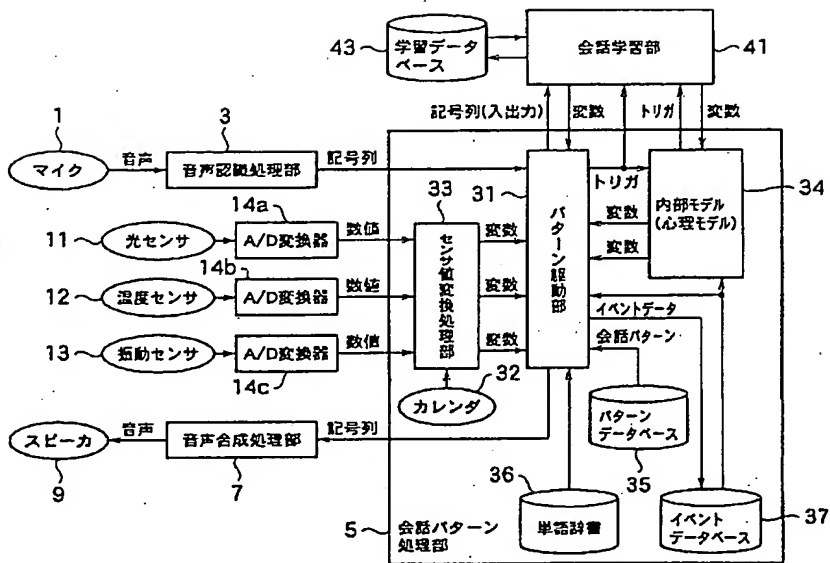 43
学習データ
ベース
会話学習部
41
記号列(入出力)
変数
トリガ
変数
1
マイク
音声
3
音声認識処理部
記号列
33
31
トリガ
34
内部モデル
(心理モデル)
変数
変数
パターン駆動部
11
光センサ
14a
A/D変換器
数値
センサ値変換処理部
変数
12
温度センサ
14b
A/D変換器
数値
変数
イベントデータ
13
振動センサ
A/D変換器
14c
数値
変数
会話パターン
カレンダ
32
パターン
データベース
35
スピーカ
9
音声
音声合成処理部
7
記号列
36
単語辞書
イベント
データベース
37
5
会話パターン
処理部